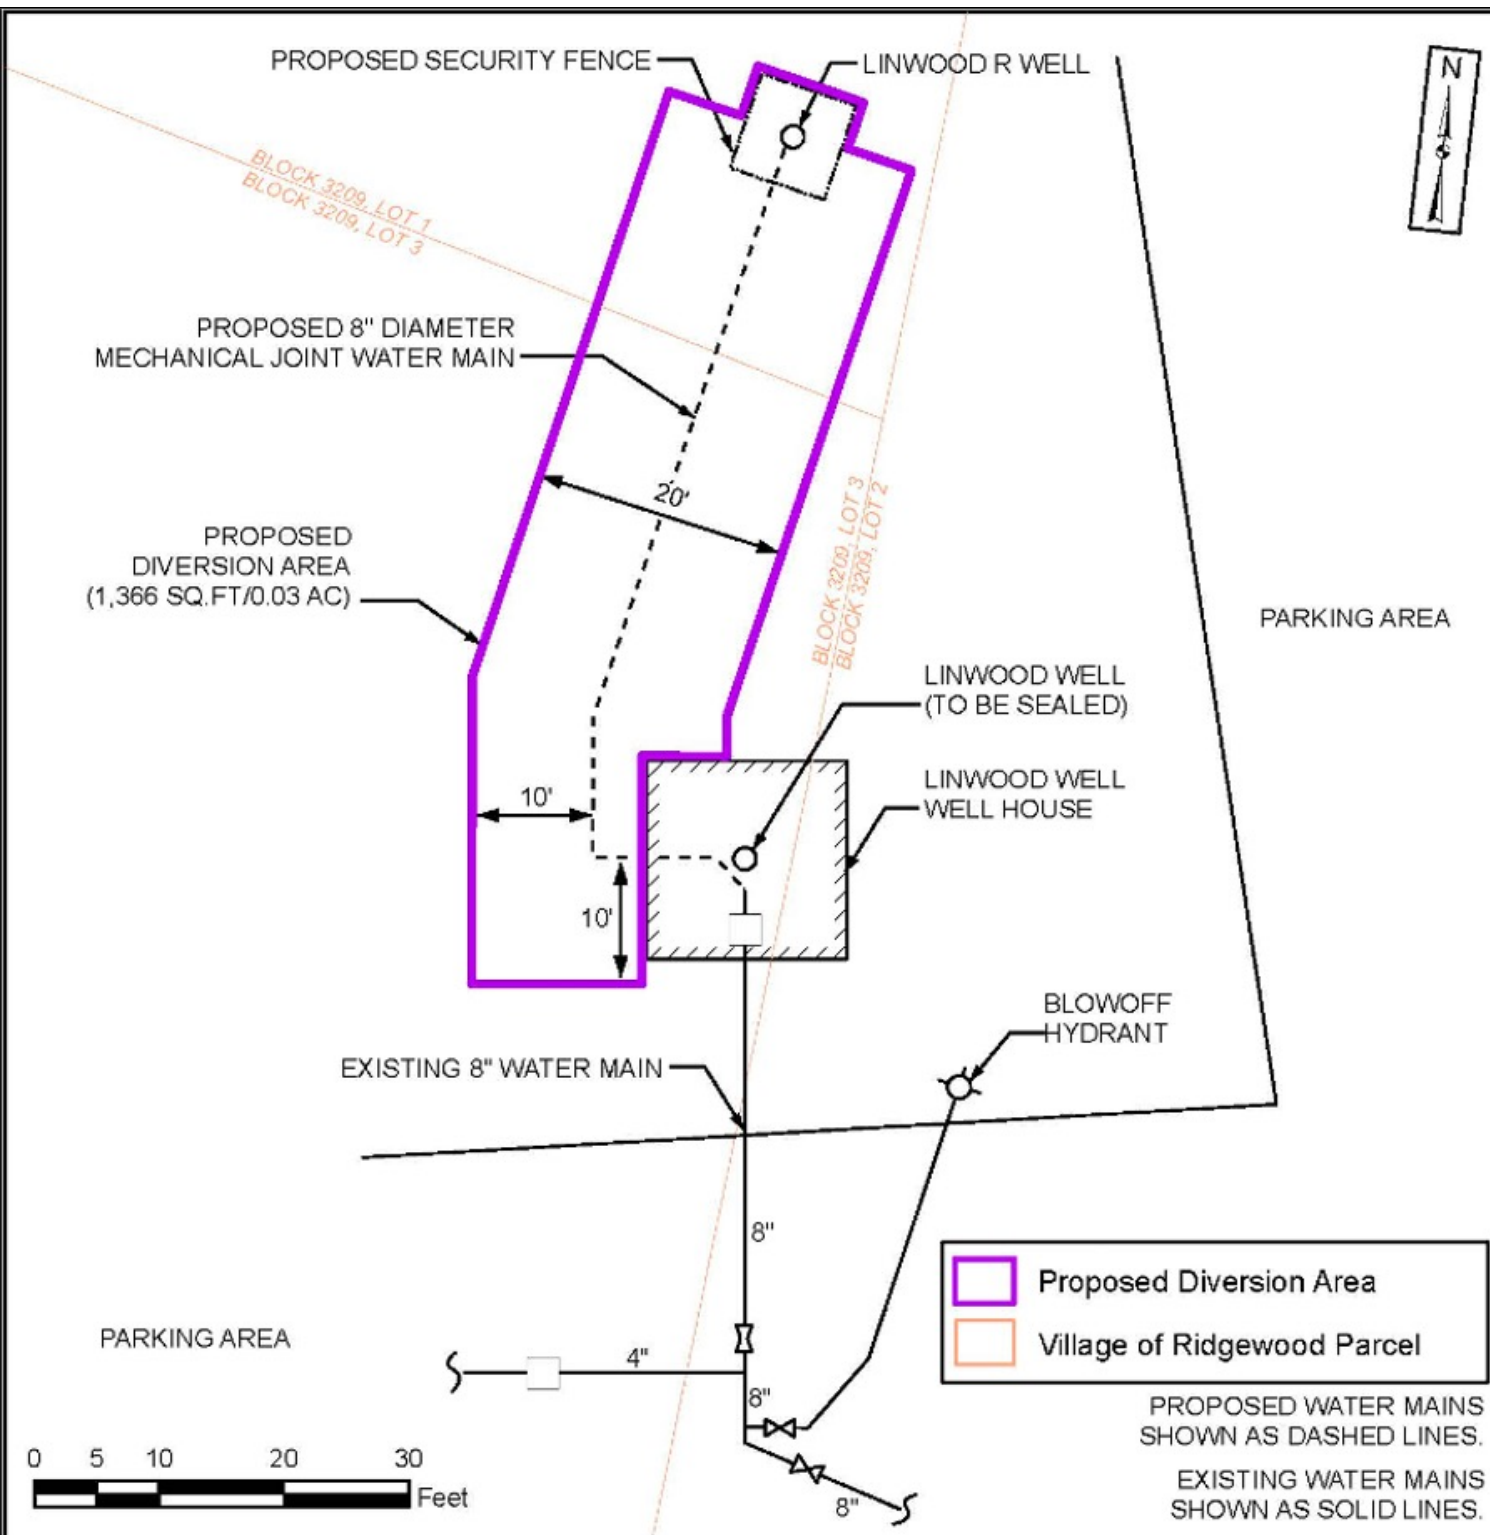 PROPOSED SECURITY FENCE
LINWOOD R WELL
N
BLOCK 3209, LOT 1
BLOCK 3209, LOT 3
PROPOSED 8" DIAMETER
MECHANICAL JOINT WATER MAIN
20'
BLOCK 3209, LOT 3
BLOCK 3209, LOT 2
PROPOSED
DIVERSION AREA
(1,366 SQ.FT/0.03 AC)
PARKING AREA
LINWOOD WELL
(TO BE SEALED)
LINWOOD WELL
WELL HOUSE
10'
10'
BLOWOFF
HYDRANT
EXISTING 8" WATER MAIN
8"
Proposed Diversion Area
Village of Ridgewood Parcel
PARKING AREA
4"
8"
8"
PROPOSED WATER MAINS
SHOWN AS DASHED LINES.
EXISTING WATER MAINS
SHOWN AS SOLID LINES.
0 5 10 20 30
Feet